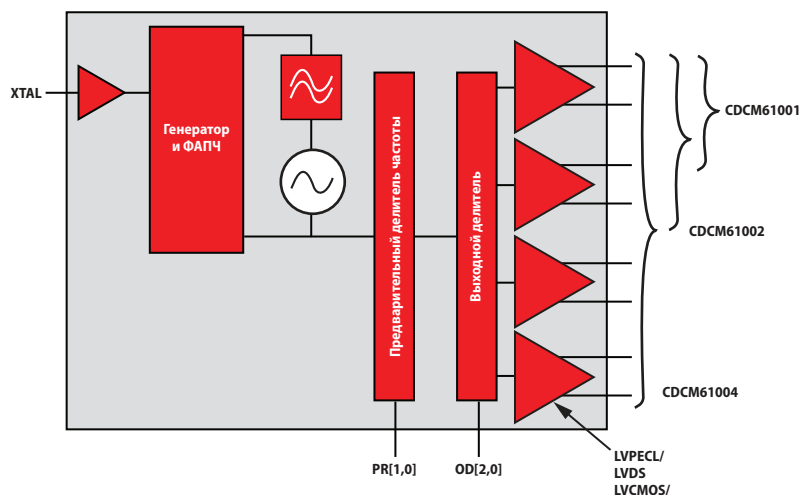 XTAL
Генератор
и ФАПЧ
Предварительный делитель частоты
Выходной делитель
CDCM61001
CDCM61002
CDCM61004
PR[1,0]
OD[2,0]
LVPECL/
LVDS
LVCMOS/